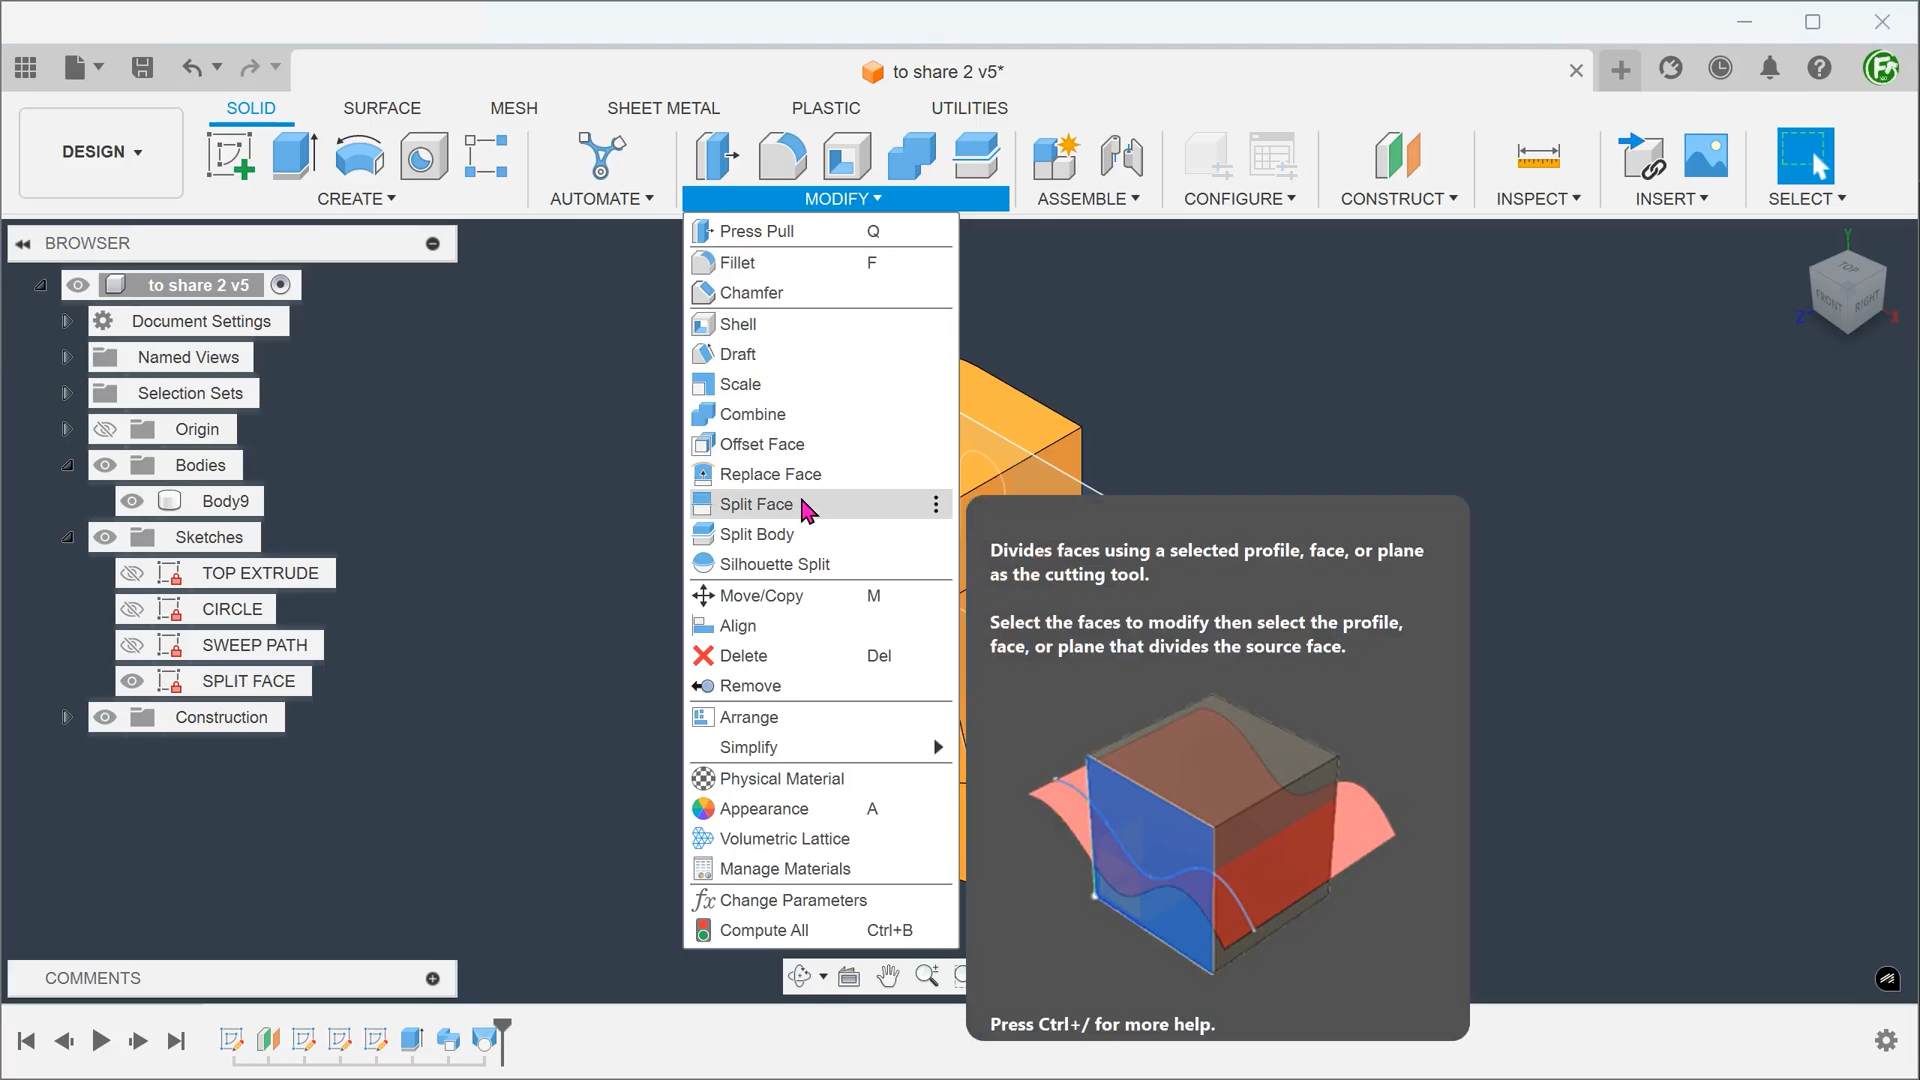 to share 2 v5*
DESIGN
SOLID
SURFACE
MESH
SHEET METAL
PLASTIC
UTILITIES
CREATE
AUTOMATE
MODIFY
ASSEMBLE
CONFIGURE
CONSTRUCT
INSPECT
INSERT
SELECT
BROWSER
to share 2 v5
Document Settings
Named Views
Selection Sets
Origin
Bodies
Body9
Sketches
TOP EXTRUDE
CIRCLE
SWEEP PATH
SPLIT FACE
Construction
Press Pull Q
Fillet F
Chamfer
Shell
Draft
Scale
Combine
Offset Face
Replace Face
Split Face
Split Body
Silhouette Split
Move/Copy M
Align
Delete Del
Remove
Arrange
Simplify
Physical Material
Appearance A
Volumetric Lattice
Manage Materials
fx Change Parameters
Compute All Ctrl+B
Divides faces using a selected profile, face, or plane
as the cutting tool.
Select the faces to modify then select the profile,
face, or plane that divides the source face.
Press Ctrl+/ for more help.
Y
TOP
FRONT
RIGHT
Z
X
COMMENTS